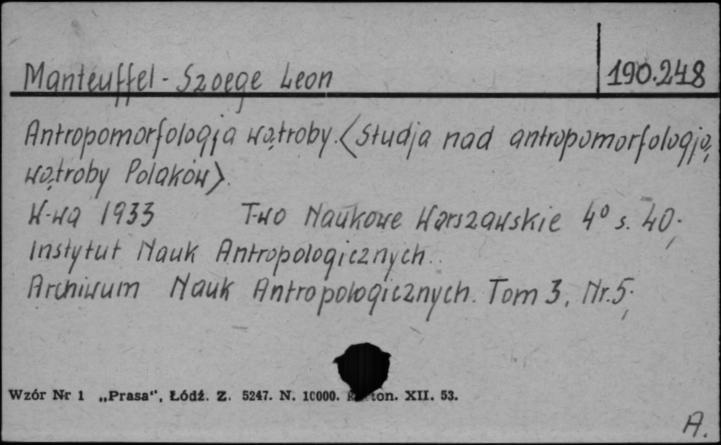 Manteuffel-Szoege Leon
190.248
Antropomorfologja wątroby. <Studja nad antropomorfologją
wątroby Polaków>.
W-wa 1933 T-wo Naukowe Warszawskie 4° s. 40;
Instytut Nauk Antropologicznych.
Archiwum Nauk Antropologicznych. Tom 3, Nr. 5;
Wzór Nr 1 „Prasa", Łódź. Z. 5247. N. 10000. ton. XII. 53.
A.